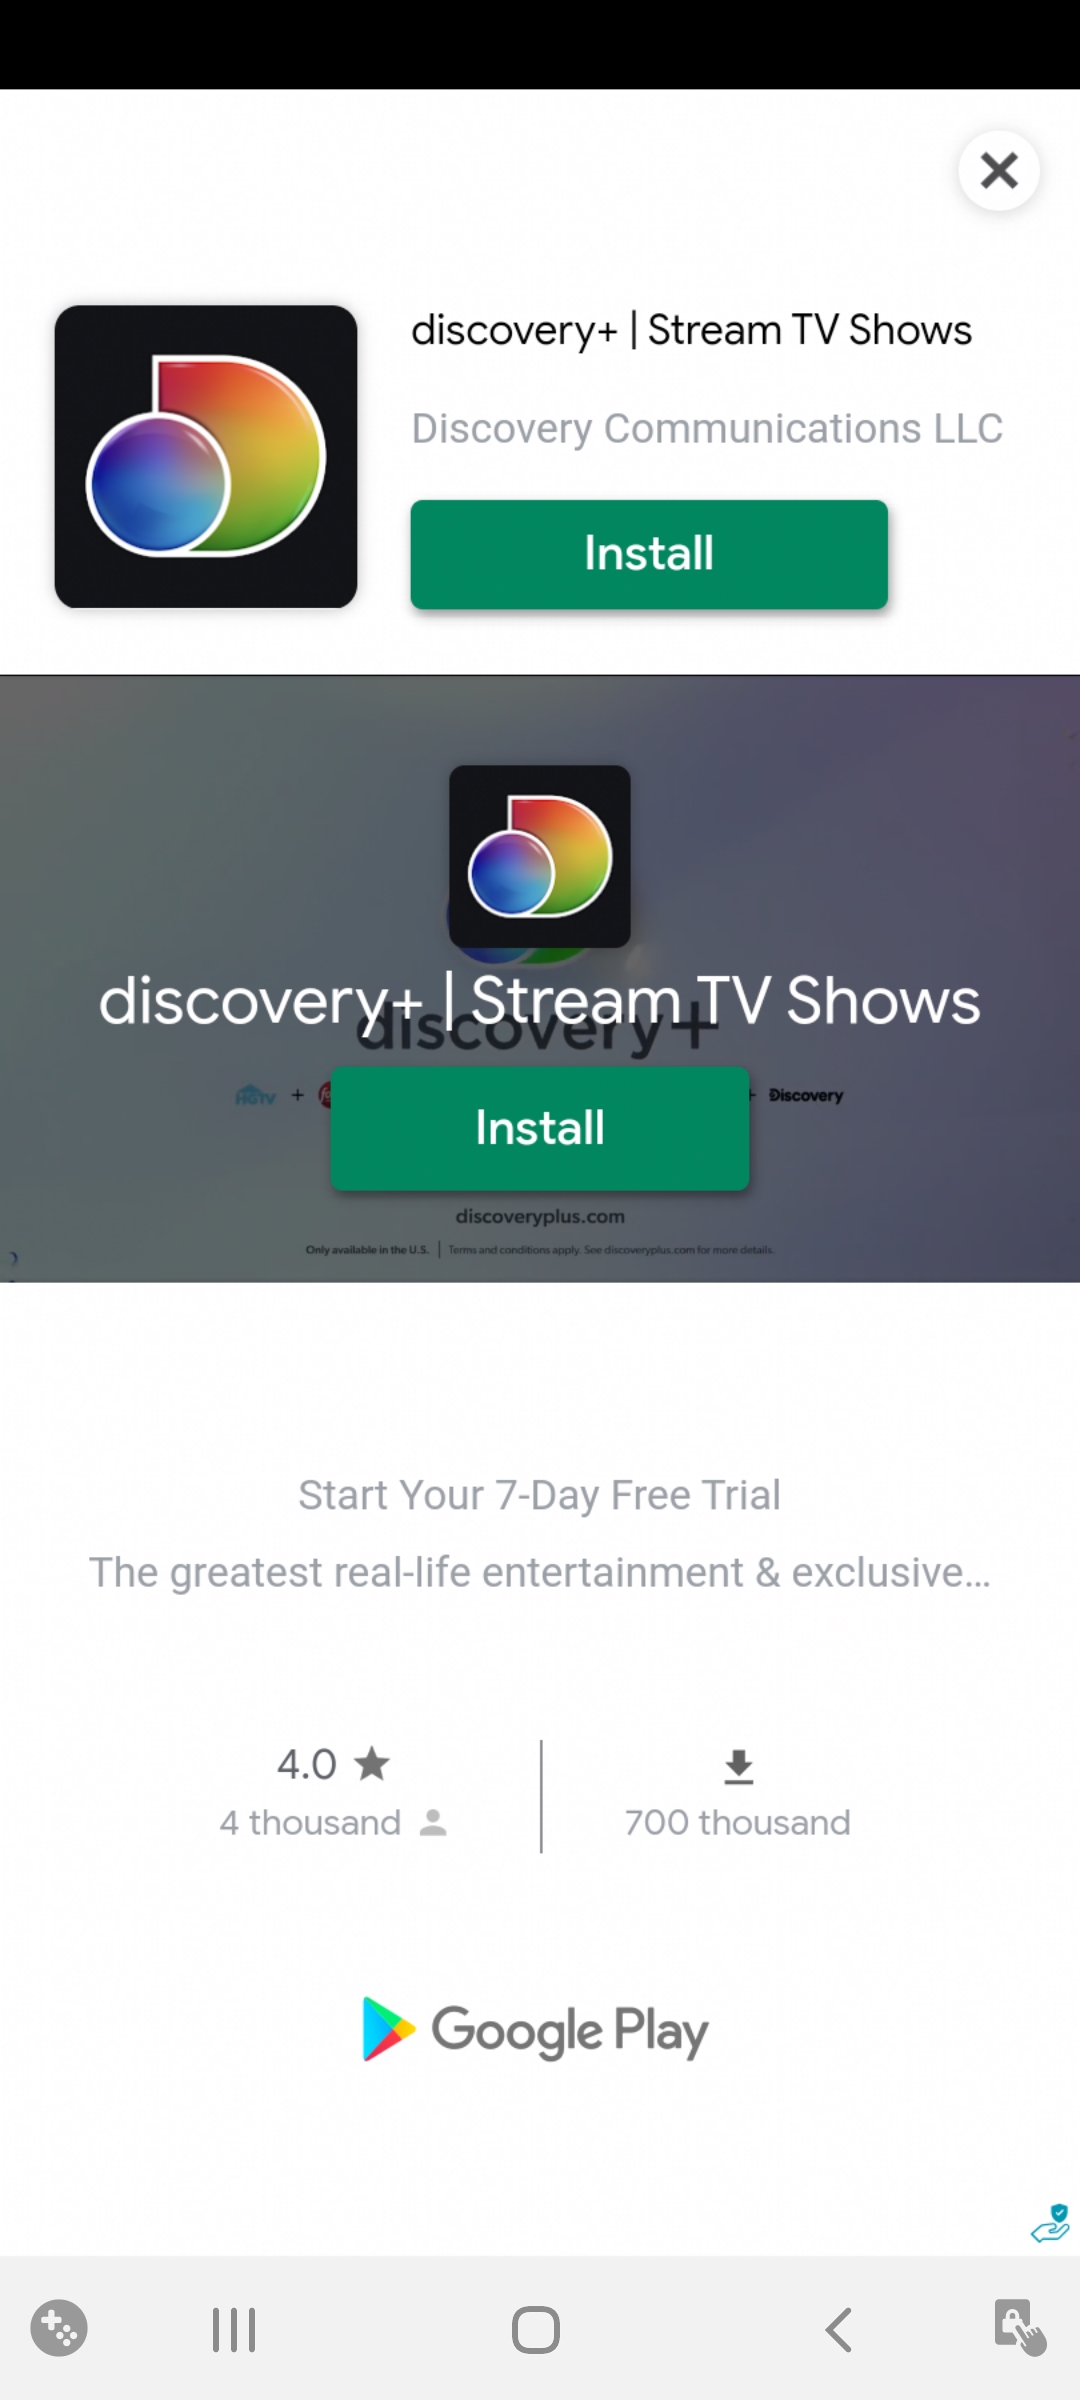 discovery+ | Stream TV Shows
Discovery Communications LLC
Install
discovery+ | Stream TV Shows
discovery+
HGTV + + Discovery
Install
discoveryplus.com
Only available in the U.S. | Terms and conditions apply. See discoveryplus.com for more details.
Start Your 7-Day Free Trial
The greatest real-life entertainment & exclusive...
4.0
4 thousand
700 thousand
Google Play